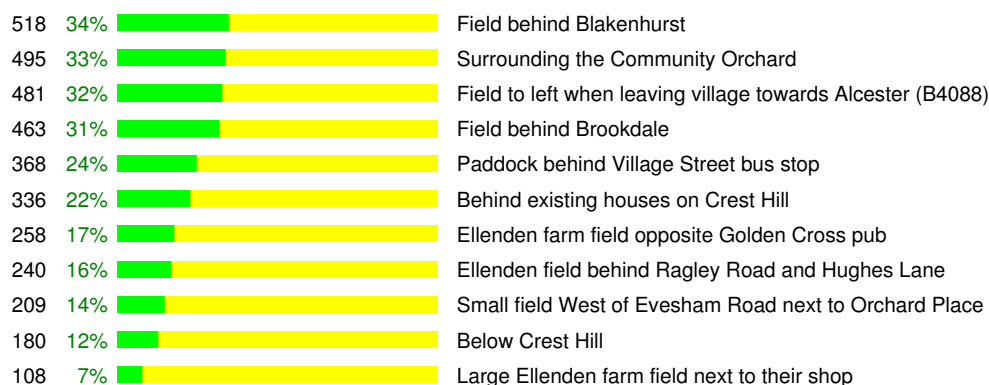 518 34% Field behind Blakenhurst
495 33% Surrounding the Community Orchard
481 32% Field to left when leaving village towards Alcester (B4088)
463 31% Field behind Brookdale
368 24% Paddock behind Village Street bus stop
336 22% Behind existing houses on Crest Hill
258 17% Ellenden farm field opposite Golden Cross pub
240 16% Ellenden field behind Ragley Road and Hughes Lane
209 14% Small field West of Evesham Road next to Orchard Place
180 12% Below Crest Hill
108 7% Large Ellenden farm field next to their shop